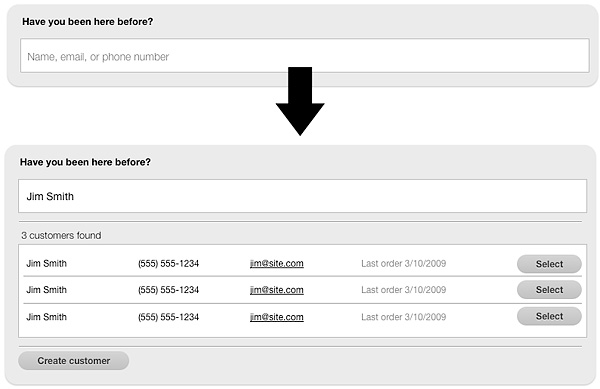 Have you been here before?
Name, email, or phone number
Have you been here before?
Jim Smith
3 customers found
Jim Smith (555) 555-1234 jim@site.com Last order 3/10/2009 Select
Jim Smith (555) 555-1234 jim@site.com Last order 3/10/2009 Select
Jim Smith (555) 555-1234 jim@site.com Last order 3/10/2009 Select
Create customer